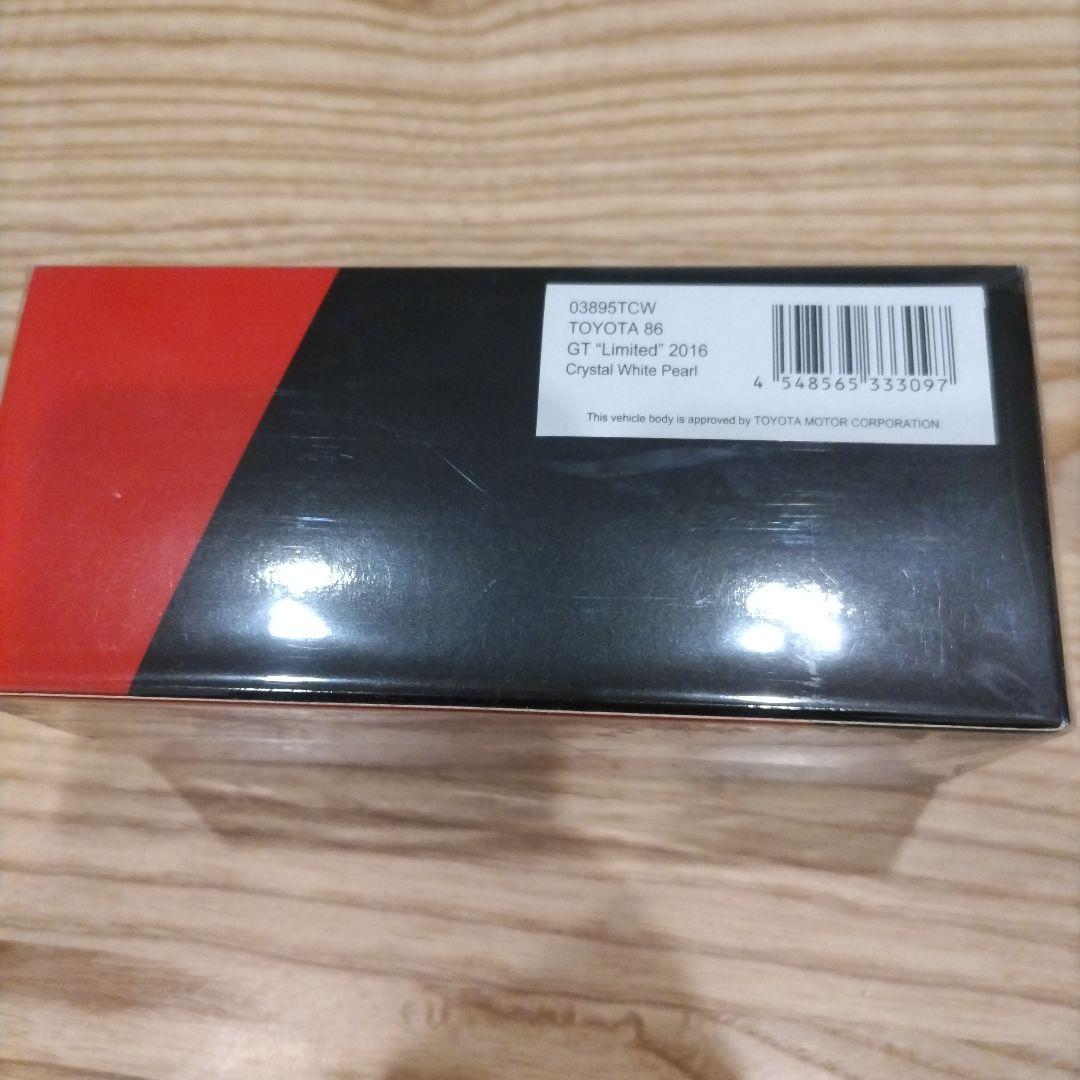 03895TCW
TOYOTA 86
GT “Limited” 2016
Crystal White Pearl
4 548565 333097
This vehicle body is approved by TOYOTA MOTOR CORPORATION.